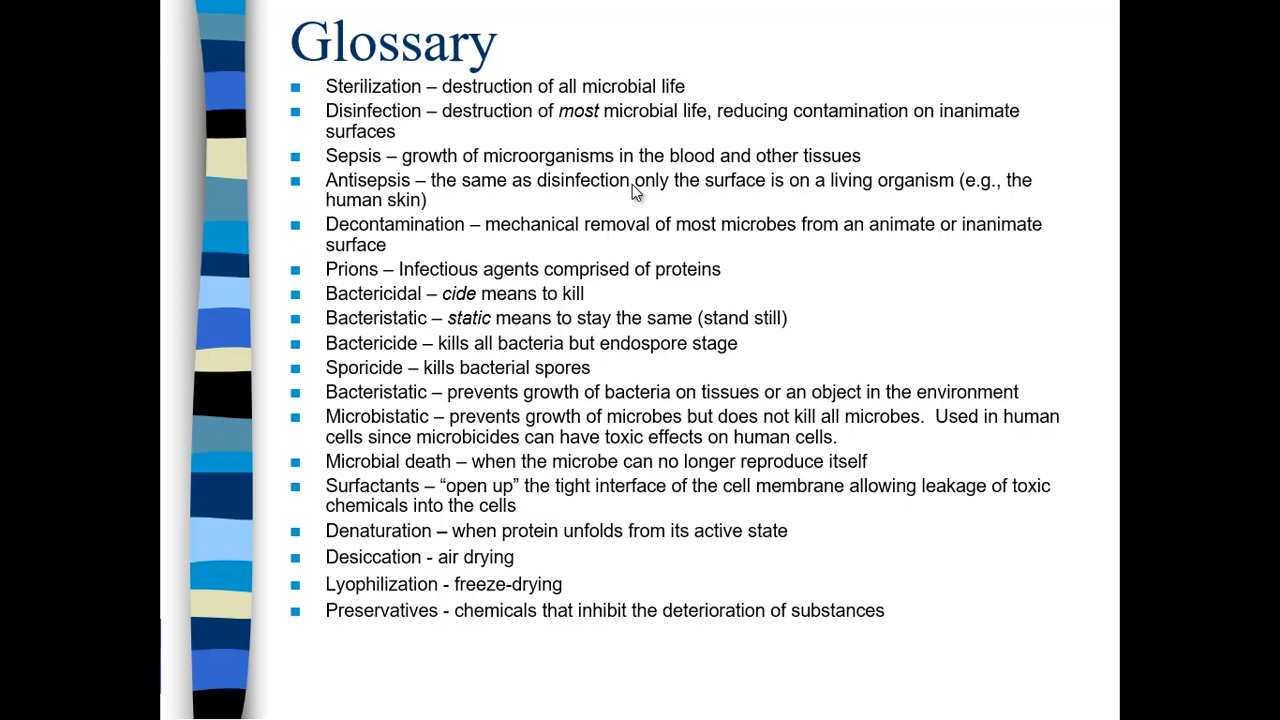 Glossary
Sterilization – destruction of all microbial life
Disinfection – destruction of most microbial life, reducing contamination on inanimate
surfaces
Sepsis – growth of microorganisms in the blood and other tissues
Antisepsis – the same as disinfection only the surface is on a living organism (e.g., the
human skin)
Decontamination – mechanical removal of most microbes from an animate or inanimate
surface
Prions – Infectious agents comprised of proteins
Bactericidal – cide means to kill
Bacteristatic – static means to stay the same (stand still)
Bactericide – kills all bacteria but endospore stage
Sporicide – kills bacterial spores
Bacteristatic – prevents growth of bacteria on tissues or an object in the environment
Microbistatic – prevents growth of microbes but does not kill all microbes.  Used in human
cells since microbicides can have toxic effects on human cells.
Microbial death – when the microbe can no longer reproduce itself
Surfactants – “open up” the tight interface of the cell membrane allowing leakage of toxic
chemicals into the cells
Denaturation – when protein unfolds from its active state
Desiccation - air drying
Lyophilization - freeze-drying
Preservatives - chemicals that inhibit the deterioration of substances